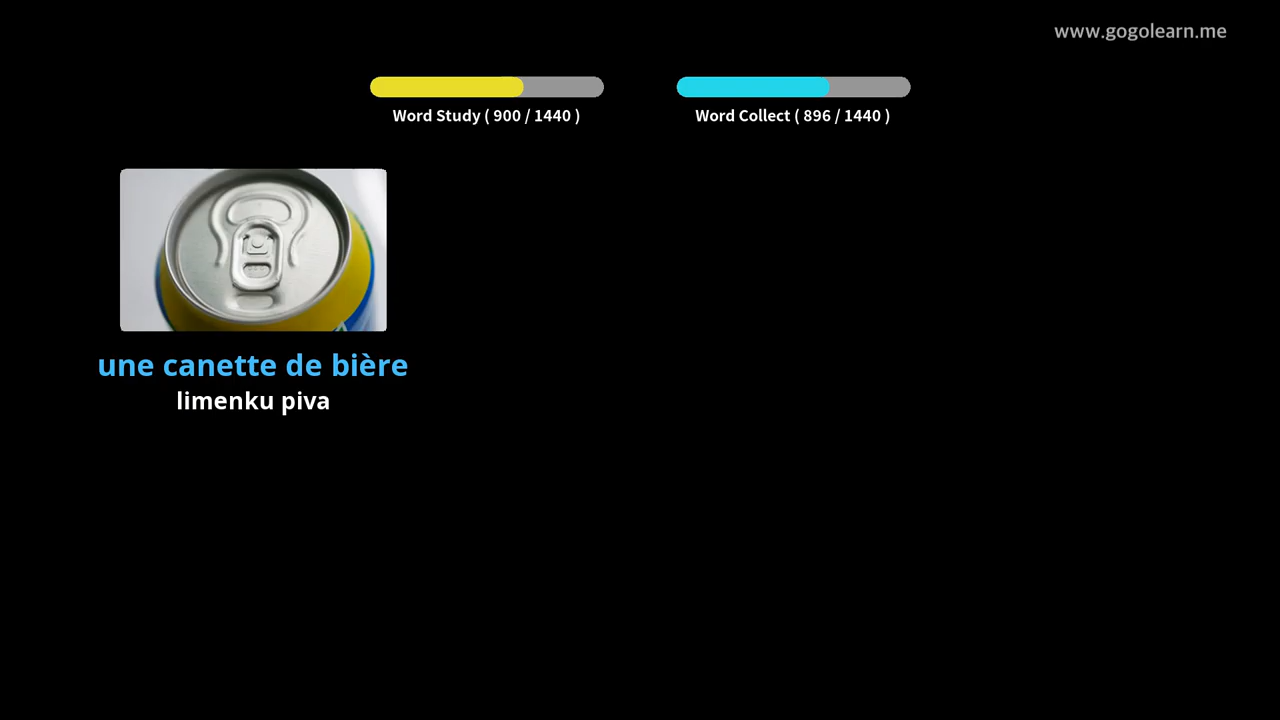 www.gogolearn.me
Word Study ( 900 / 1440 )
Word Collect ( 896 / 1440 )
une canette de bière
limenku piva